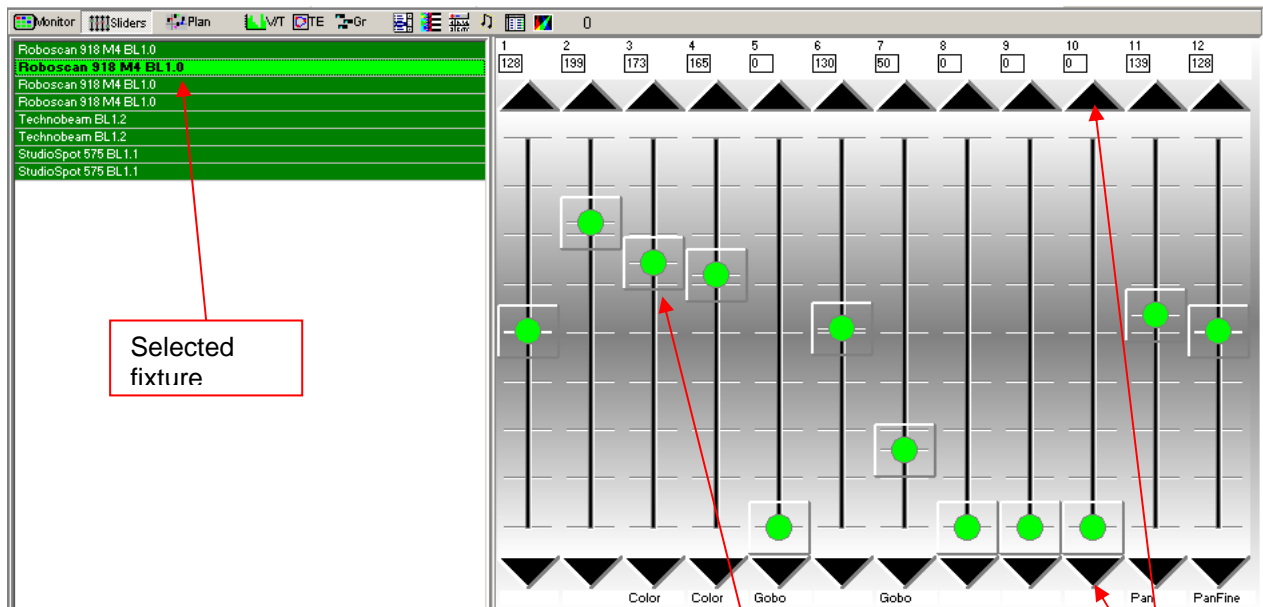 Monitor Sliders Plan V/T TE Gr 0
Roboscan 918 M4 BL1.0
Roboscan 918 M4 BL1.0
Roboscan 918 M4 BL1.0
Roboscan 918 M4 BL1.0
Technobeam BL1.2
Technobeam BL1.2
StudioSpot 575 BL1.1
StudioSpot 575 BL1.1
Selected
fixture
1 2 3 4 5 6 7 8 9 10 11 12
128 199 173 165 0 130 50 0 0 0 139 128
Color Color Gobo Gobo Pan PanFine